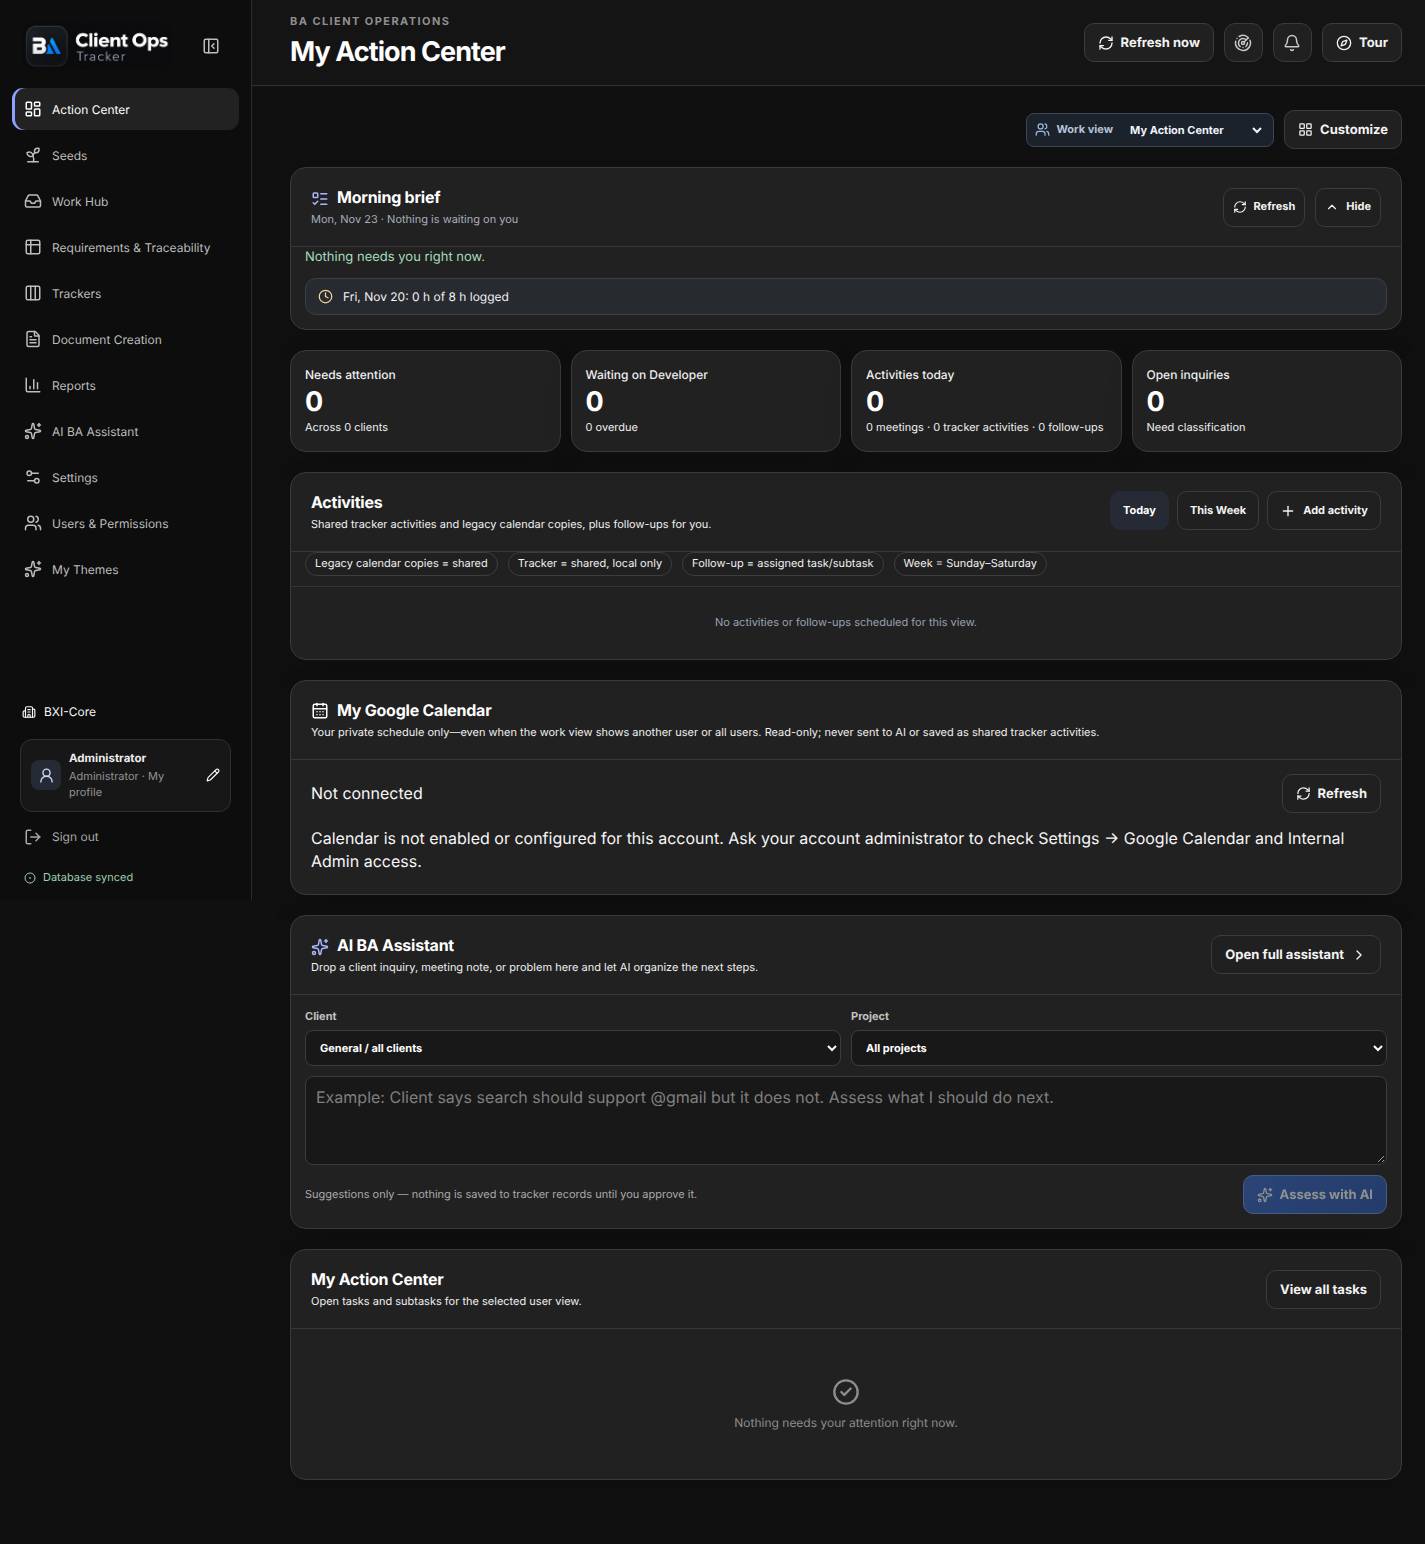 BA Client Ops
Tracker
Action Center
Seeds
Work Hub
Requirements & Traceability
Trackers
Document Creation
Reports
AI BA Assistant
Settings
Users & Permissions
My Themes
BXI-Core
Administrator
Administrator · My
profile
Sign out
Database synced
BA CLIENT OPERATIONS
My Action Center
Refresh now
Tour
Work view My Action Center
Customize
Morning brief
Mon, Nov 23 · Nothing is waiting on you
Refresh
Hide
Nothing needs you right now.
Fri, Nov 20: 0 h of 8 h logged
Needs attention
0
Across 0 clients
Waiting on Developer
0
0 overdue
Activities today
0
0 meetings · 0 tracker activities · 0 follow-ups
Open inquiries
0
Need classification
Activities
Shared tracker activities and legacy calendar copies, plus follow-ups for you.
Today
This Week
Add activity
Legacy calendar copies = shared
Tracker = shared, local only
Follow-up = assigned task/subtask
Week = Sunday–Saturday
No activities or follow-ups scheduled for this view.
My Google Calendar
Your private schedule only—even when the work view shows another user or all users. Read-only; never sent to AI or saved as shared tracker activities.
Not connected
Refresh
Calendar is not enabled or configured for this account. Ask your account administrator to check Settings → Google Calendar and Internal
Admin access.
AI BA Assistant
Drop a client inquiry, meeting note, or problem here and let AI organize the next steps.
Open full assistant
Client
General / all clients
Project
All projects
Example: Client says search should support @gmail but it does not. Assess what I should do next.
Suggestions only — nothing is saved to tracker records until you approve it.
Assess with AI
My Action Center
Open tasks and subtasks for the selected user view.
View all tasks
Nothing needs your attention right now.